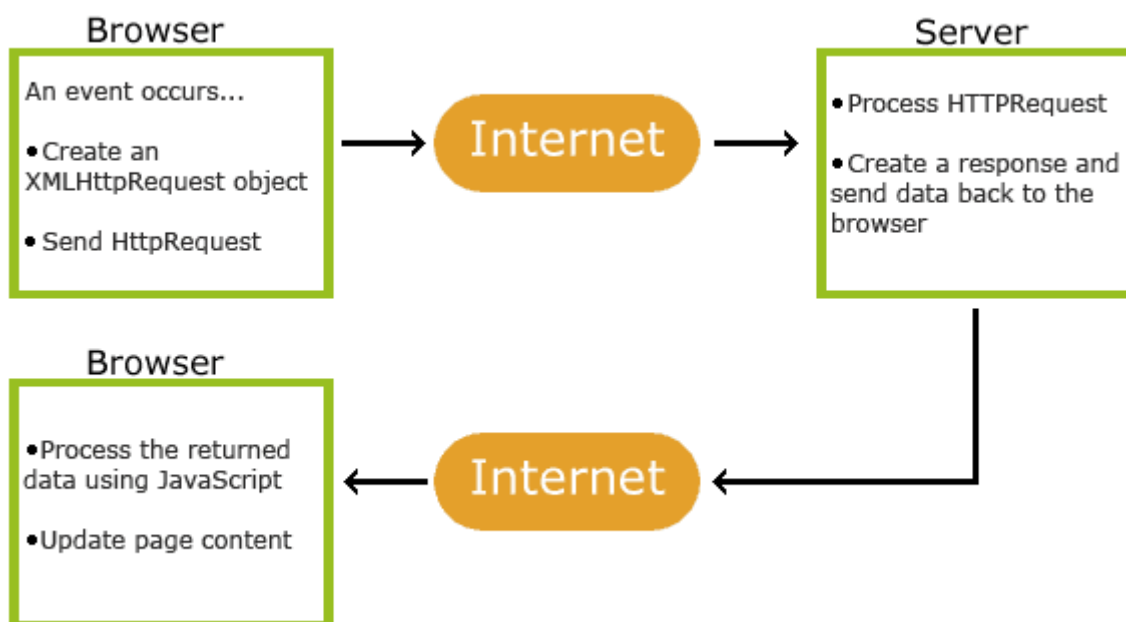 Browser
An event occurs...
•Create an
XMLHttpRequest object
• Send HttpRequest
Internet
Server
•Process HTTPRequest
•Create a response and
send data back to the
browser
Browser
•Process the returned
data using JavaScript
•Update page content
Internet